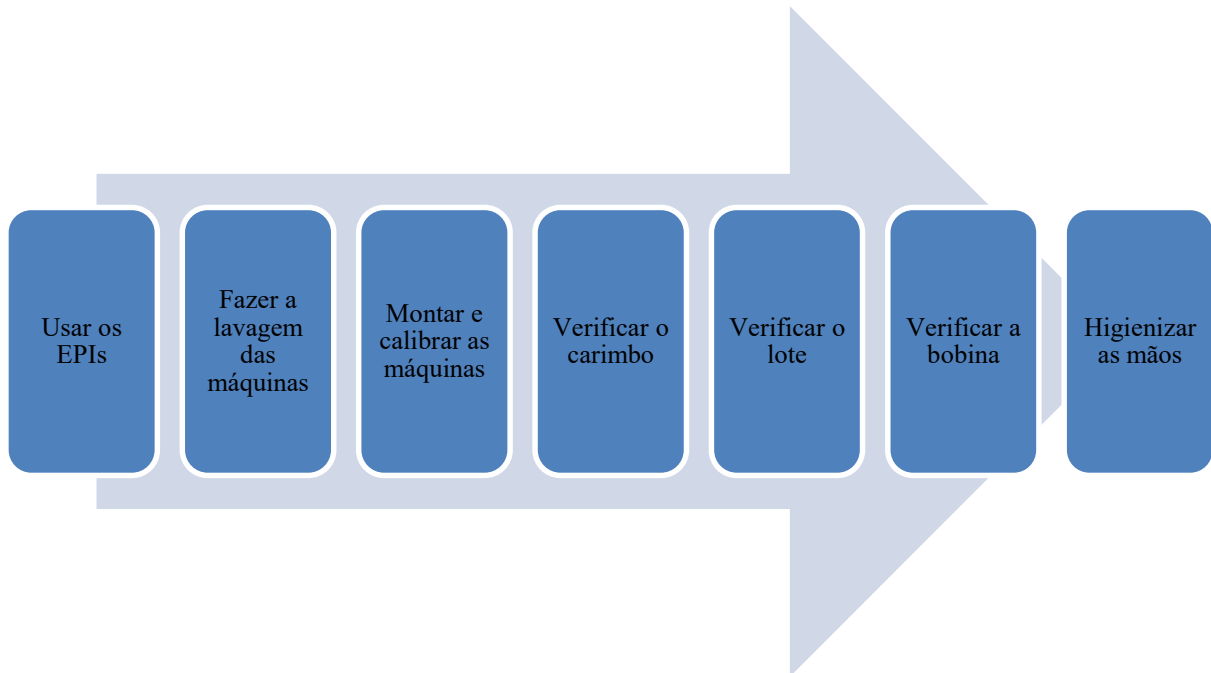 Usar os
EPIs
Fazer a
lavagem
das
máquinas
Montar e
calibrar as
máquinas
Verificar o
carimbo
Verificar o
lote
Verificar a
bobina
Higienizar
as mãos